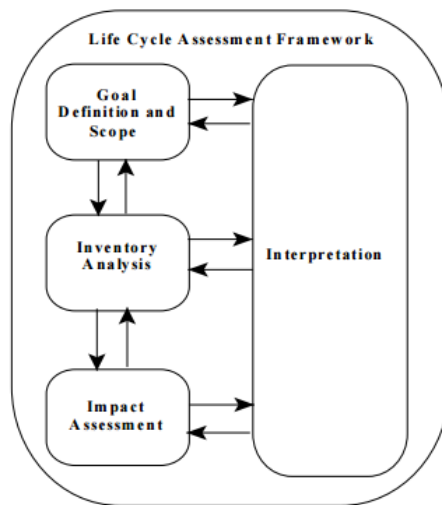 Life Cycle Assessment Framework
Goal
Definition and
Scope
Inventory
Analysis
Interpretation
Impact
Assessment